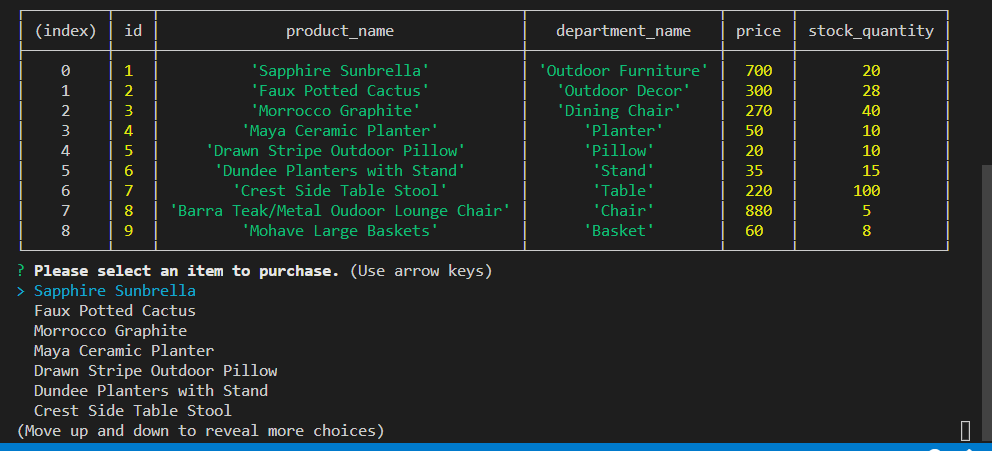 (index) id product_name department_name price stock_quantity
0 1 'Sapphire Sunbrella' 'Outdoor Furniture' 700 20
1 2 'Faux Potted Cactus' 'Outdoor Decor' 300 28
2 3 'Morrocco Graphite' 'Dining Chair' 270 40
3 4 'Maya Ceramic Planter' 'Planter' 50 10
4 5 'Drawn Stripe Outdoor Pillow' 'Pillow' 20 10
5 6 'Dundee Planters with Stand' 'Stand' 35 15
6 7 'Crest Side Table Stool' 'Table' 220 100
7 8 'Barra Teak/Metal Oudoor Lounge Chair' 'Chair' 880 5
8 9 'Mohave Large Baskets' 'Basket' 60 8
? Please select an item to purchase. (Use arrow keys)
> Sapphire Sunbrella
Faux Potted Cactus
Morrocco Graphite
Maya Ceramic Planter
Drawn Stripe Outdoor Pillow
Dundee Planters with Stand
Crest Side Table Stool
(Move up and down to reveal more choices)